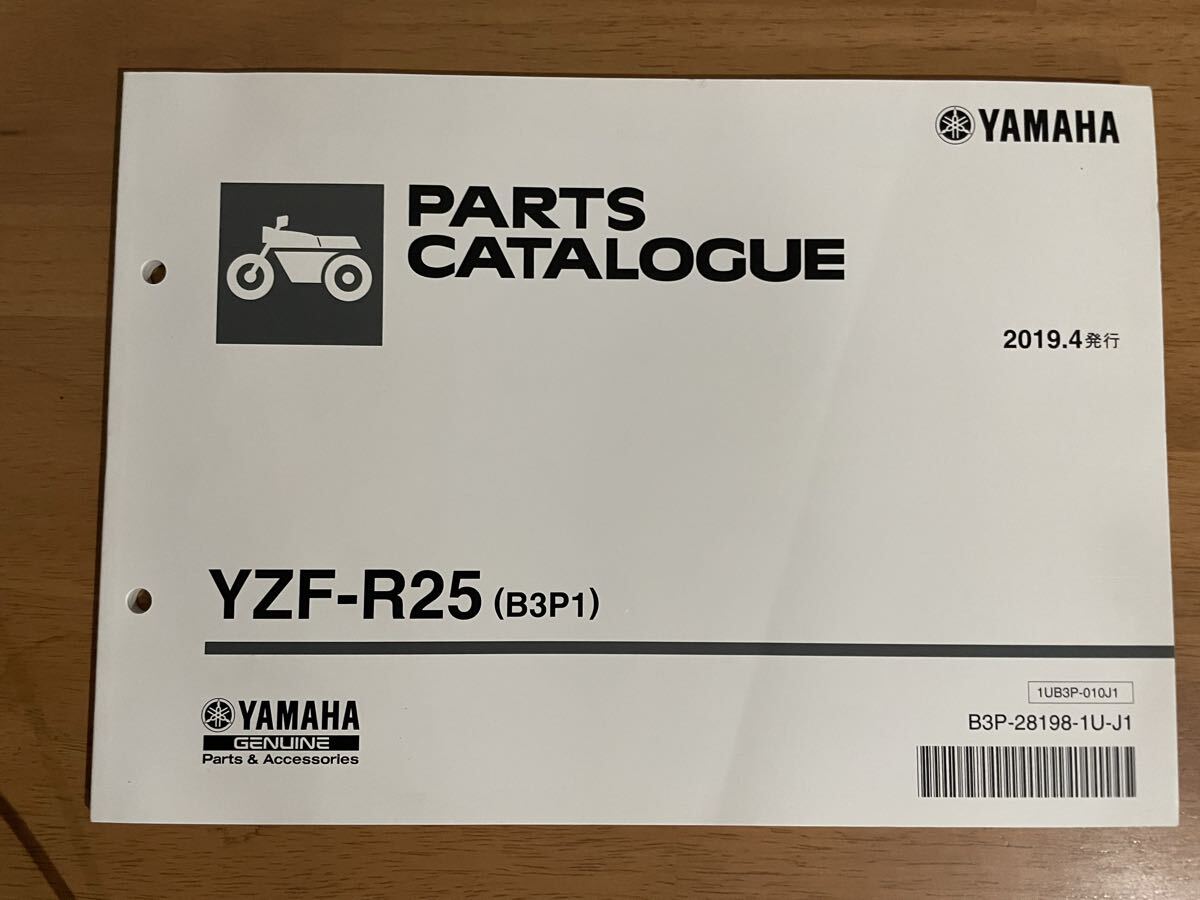 YAMAHA
PARTS
CATALOGUE
2019.4発行
YZF-R25 (B3P1)
1UB3P-010J1
B3P-28198-1U-J1
YAMAHA
GENUINE
Parts & Accessories